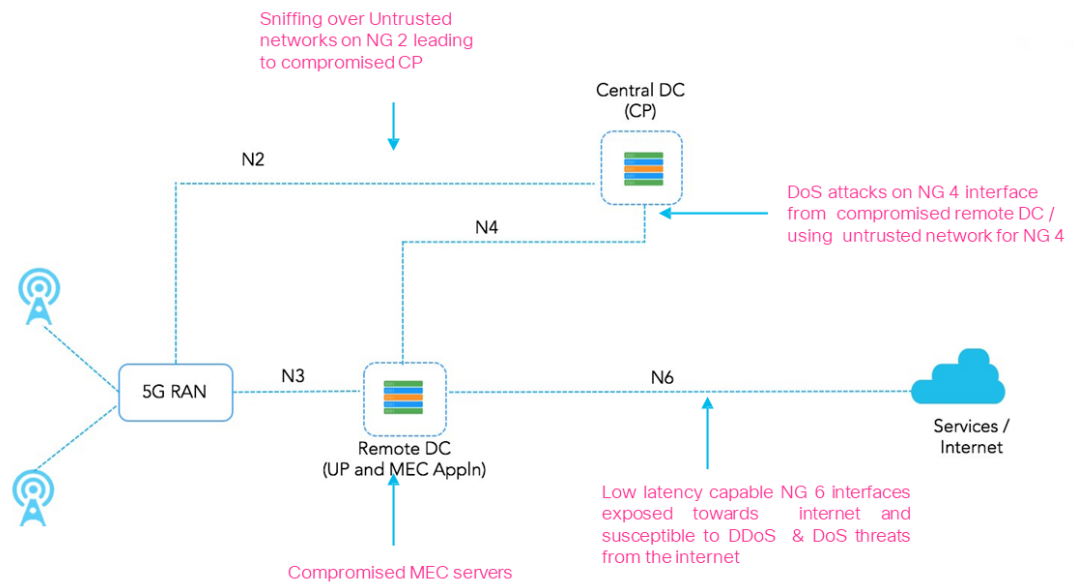 Sniffing over Untrusted
networks on NG 2 leading
to compromised CP
Central DC
(CP)
N2
DoS attacks on NG 4 interface
from compromised remote DC /
using untrusted network for NG 4
N4
5G RAN
N3
N6
Remote DC
(UP and MEC Appln)
Services /
Internet
Low latency capable NG 6 interfaces
exposed towards internet and
susceptible to DDoS & DoS threats
from the internet
Compromised MEC servers